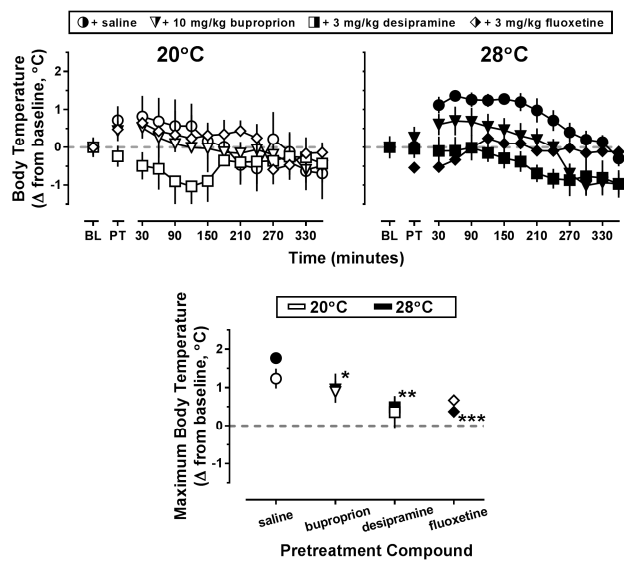 + saline + 10 mg/kg buproprion + 3 mg/kg desipramine + 3 mg/kg fluoxetine
20°C 28°C
Body Temperature
(Δ from baseline, °C)
2
1
0
-1
BL PT 30 90 150 210 270 330 BL PT 30 90 150 210 270 330
Time (minutes)
20°C 28°C
Maximum Body Temperature
(Δ from baseline, °C)
2
1
0
-1
*
**
***
saline buproprion desipramine fluoxetine
Pretreatment Compound